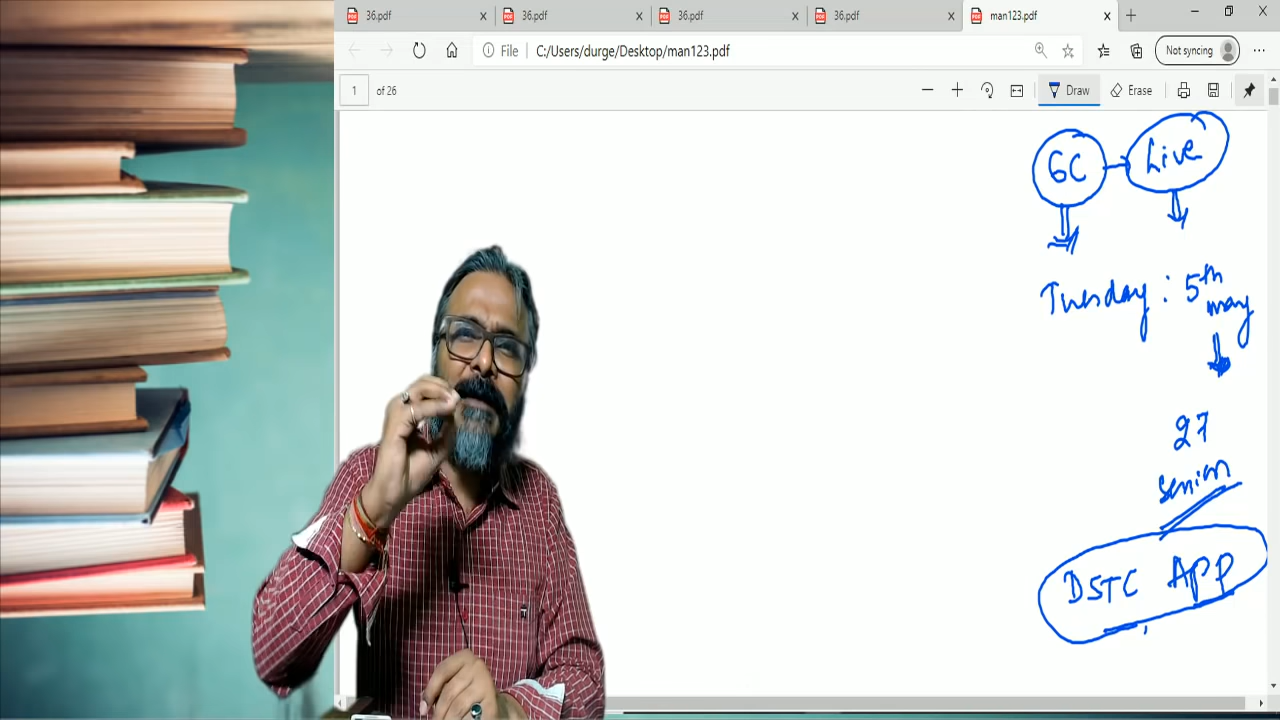 36.pdf 36.pdf 36.pdf 36.pdf man123.pdf
File C:/Users/durge/Desktop/man123.pdf Not syncing
1 of 26 Draw Erase
GC Live
Tuesday : 5th
may
27
DSTC APP